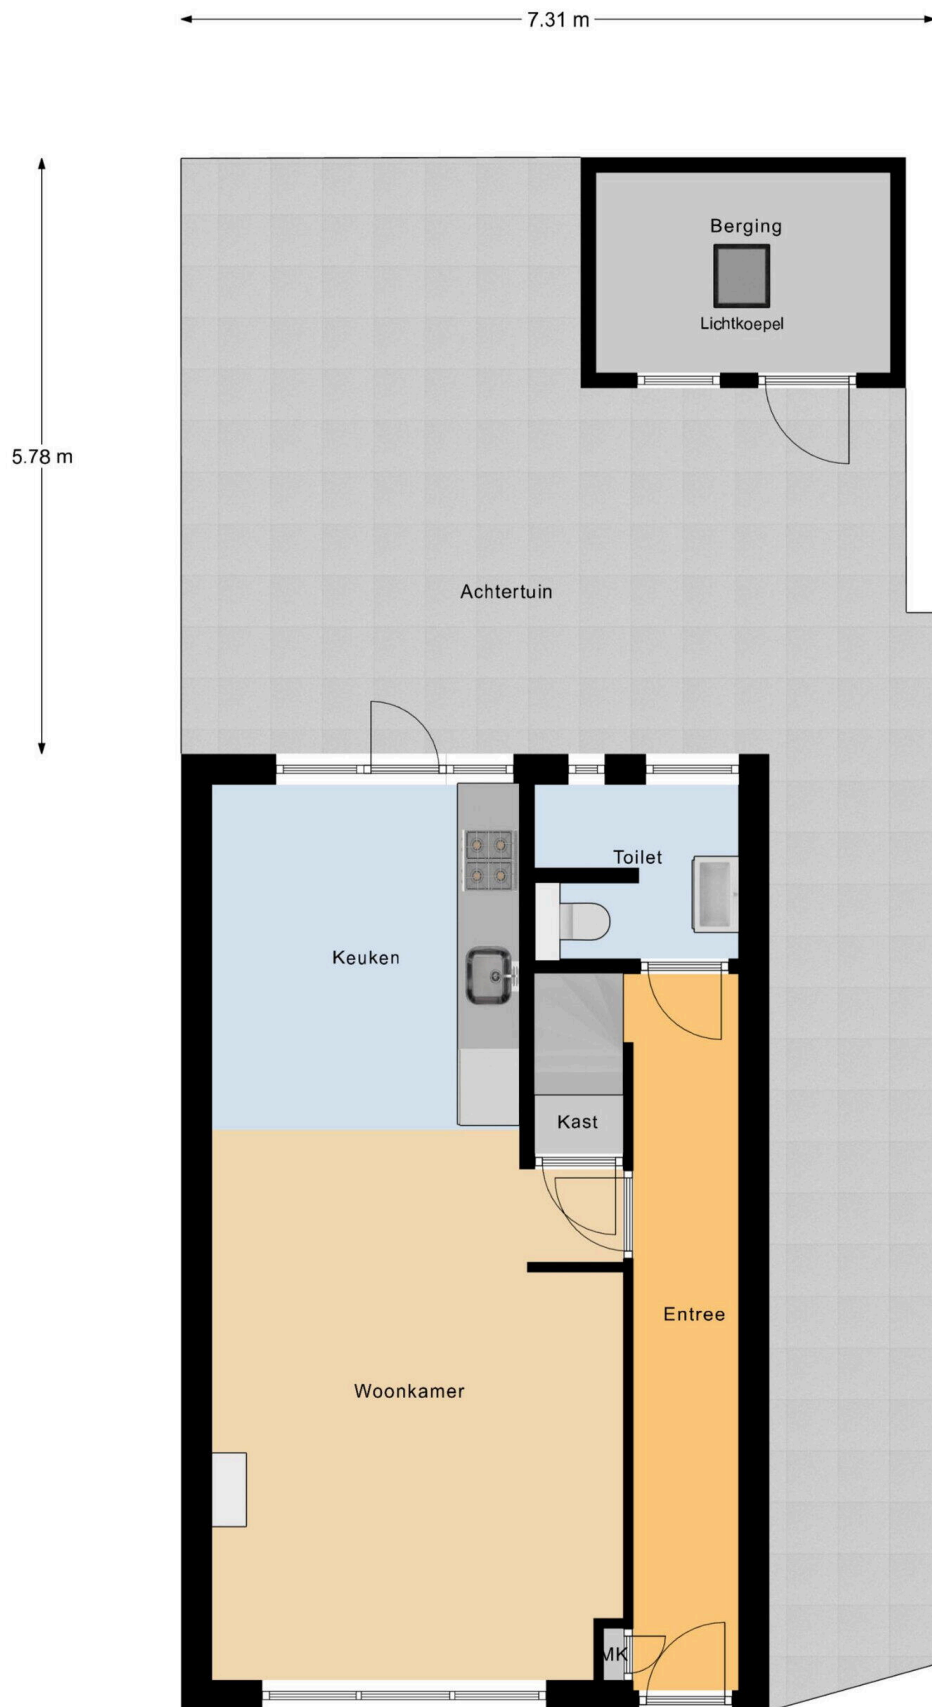 7.31 m
Berging
Lichtkoepel
5.78 m
Achtertuin
Toilet
Keuken
Kast
Entree
Woonkamer
MK